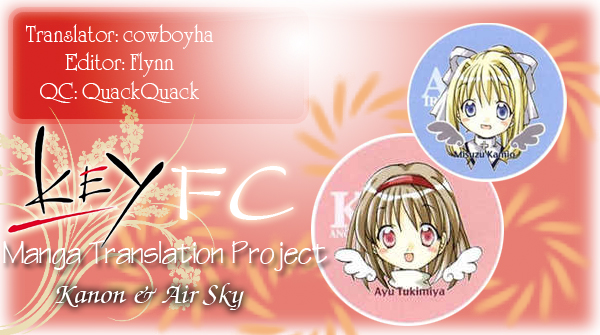 Translator: cowboyha
Editor: Flynn
QC: QuackQuack
Key FC
Manga Translation Project
Kanon & Air Sky
Misuzu Kamio
Ayu Tukimiya